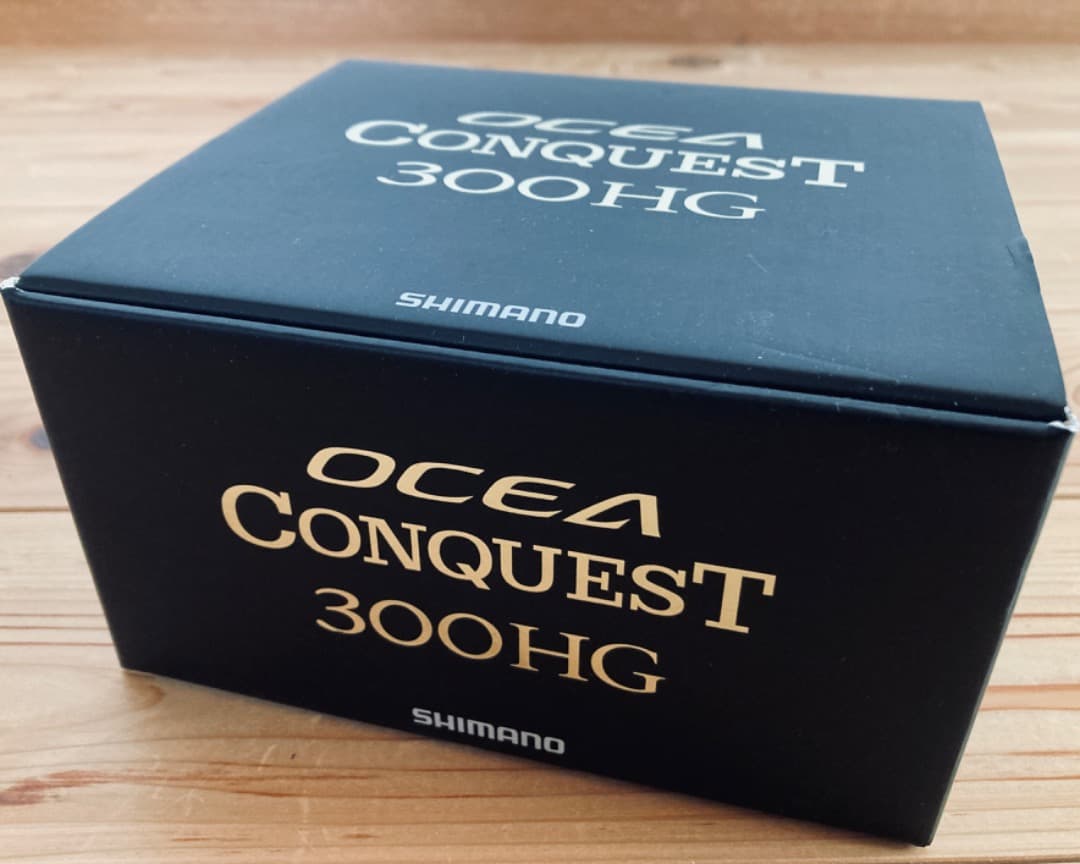 OCEA
CONQUEST
300HG
SHIMANO
OCEA
CONQUEST
300HG
SHIMANO